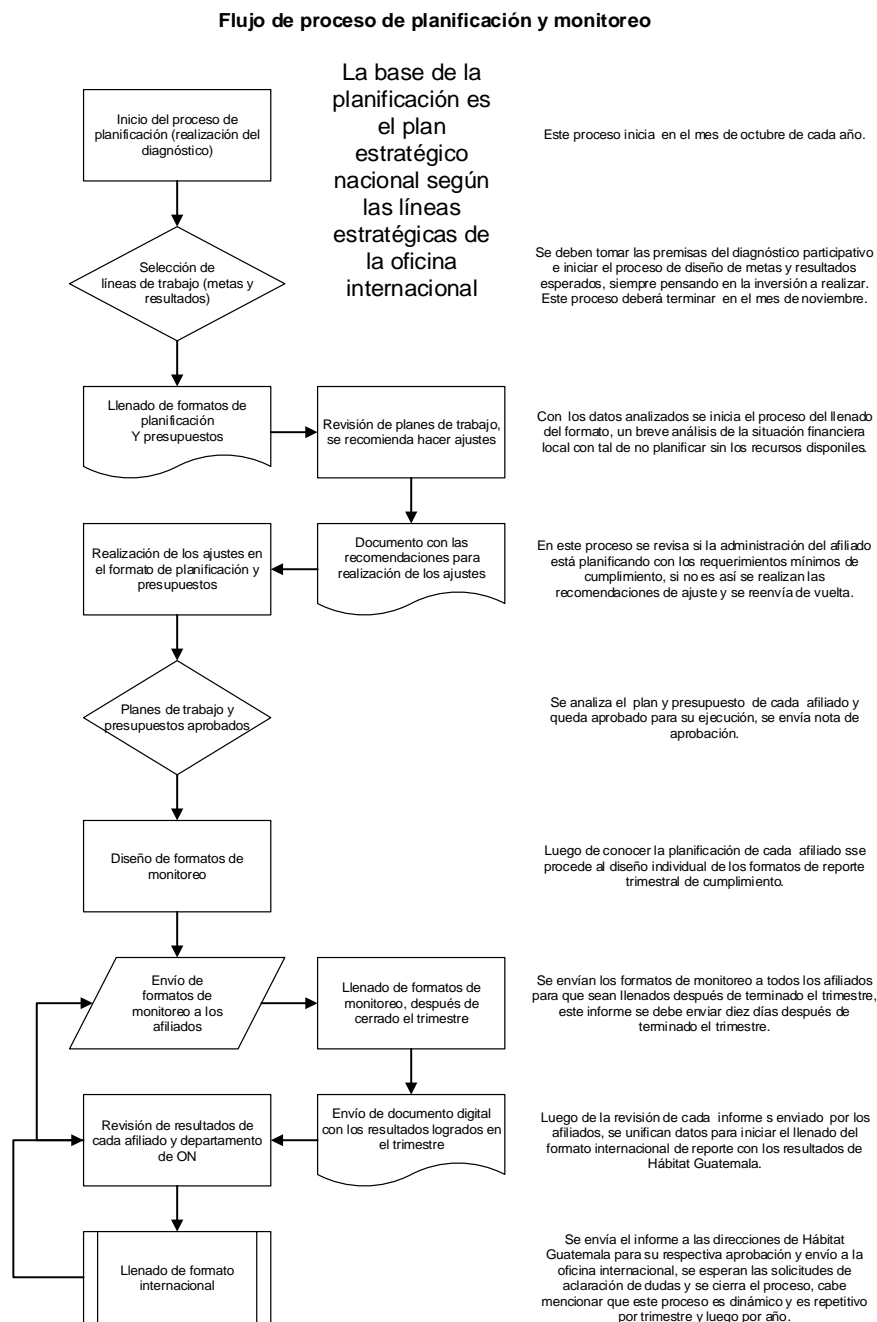 Flujo de proceso de planificación y monitoreo
La base de la
planificación es
el plan
estratégico
nacional según
las líneas
estratégicas de
la oficina
internacional
Inicio del proceso de
planificación (realización del
diagnóstico)
Este proceso inicia en el mes de octubre de cada año.
Selección de
líneas de trabajo (metas y
resultados)
Se deben tomar las premisas del diagnóstico participativo
e iniciar el proceso de diseño de metas y resultados
esperados, siempre pensando en la inversión a realizar.
Este proceso deberá terminar en el mes de noviembre.
Llenado de formatos de
planificación
Y presupuestos
Revisión de planes de trabajo,
se recomienda hacer ajustes
Con los datos analizados se inicia el proceso del llenado
del formato, un breve análisis de la situación financiera
local con tal de no planificar sin los recursos disponiles.
Realización de los ajustes en
el formato de planificación y
presupuestos
Documento con las
recomendaciones para
realización de los ajustes
En este proceso se revisa si la administración del afiliado
está planificando con los requerimientos mínimos de
cumplimiento, si no es así se realizan las
recomendaciones de ajuste y se reenvía de vuelta.
Planes de trabajo y
presupuestos aprobados
Se analiza el plan y presupuesto de cada afiliado y
queda aprobado para su ejecución, se envía nota de
aprobación.
Diseño de formatos de
monitoreo
Luego de conocer la planificación de cada afiliado sse
procede al diseño individual de los formatos de reporte
trimestral de cumplimiento.
Envío de
formatos de
monitoreo a los
afiliados
Llenado de formatos de
monitoreo, después de
cerrado el trimestre
Se envían los formatos de monitoreo a todos los afiliados
para que sean llenados después de terminado el trimestre,
este informe se debe enviar diez días después de
terminado el trimestre.
Revisión de resultados de
cada afiliado y departamento
de ON
Envío de documento digital
con los resultados logrados en
el trimestre
Luego de la revisión de cada informe s enviado por los
afiliados, se unifican datos para iniciar el llenado del
formato internacional de reporte con los resultados de
Hábitat Guatemala.
Llenado de formato
internacional
Se envía el informe a las direcciones de Hábitat
Guatemala para su respectiva aprobación y envío a la
oficina internacional, se esperan las solicitudes de
aclaración de dudas y se cierra el proceso, cabe
mencionar que este proceso es dinámico y es repetitivo
por trimestre y luego por año.